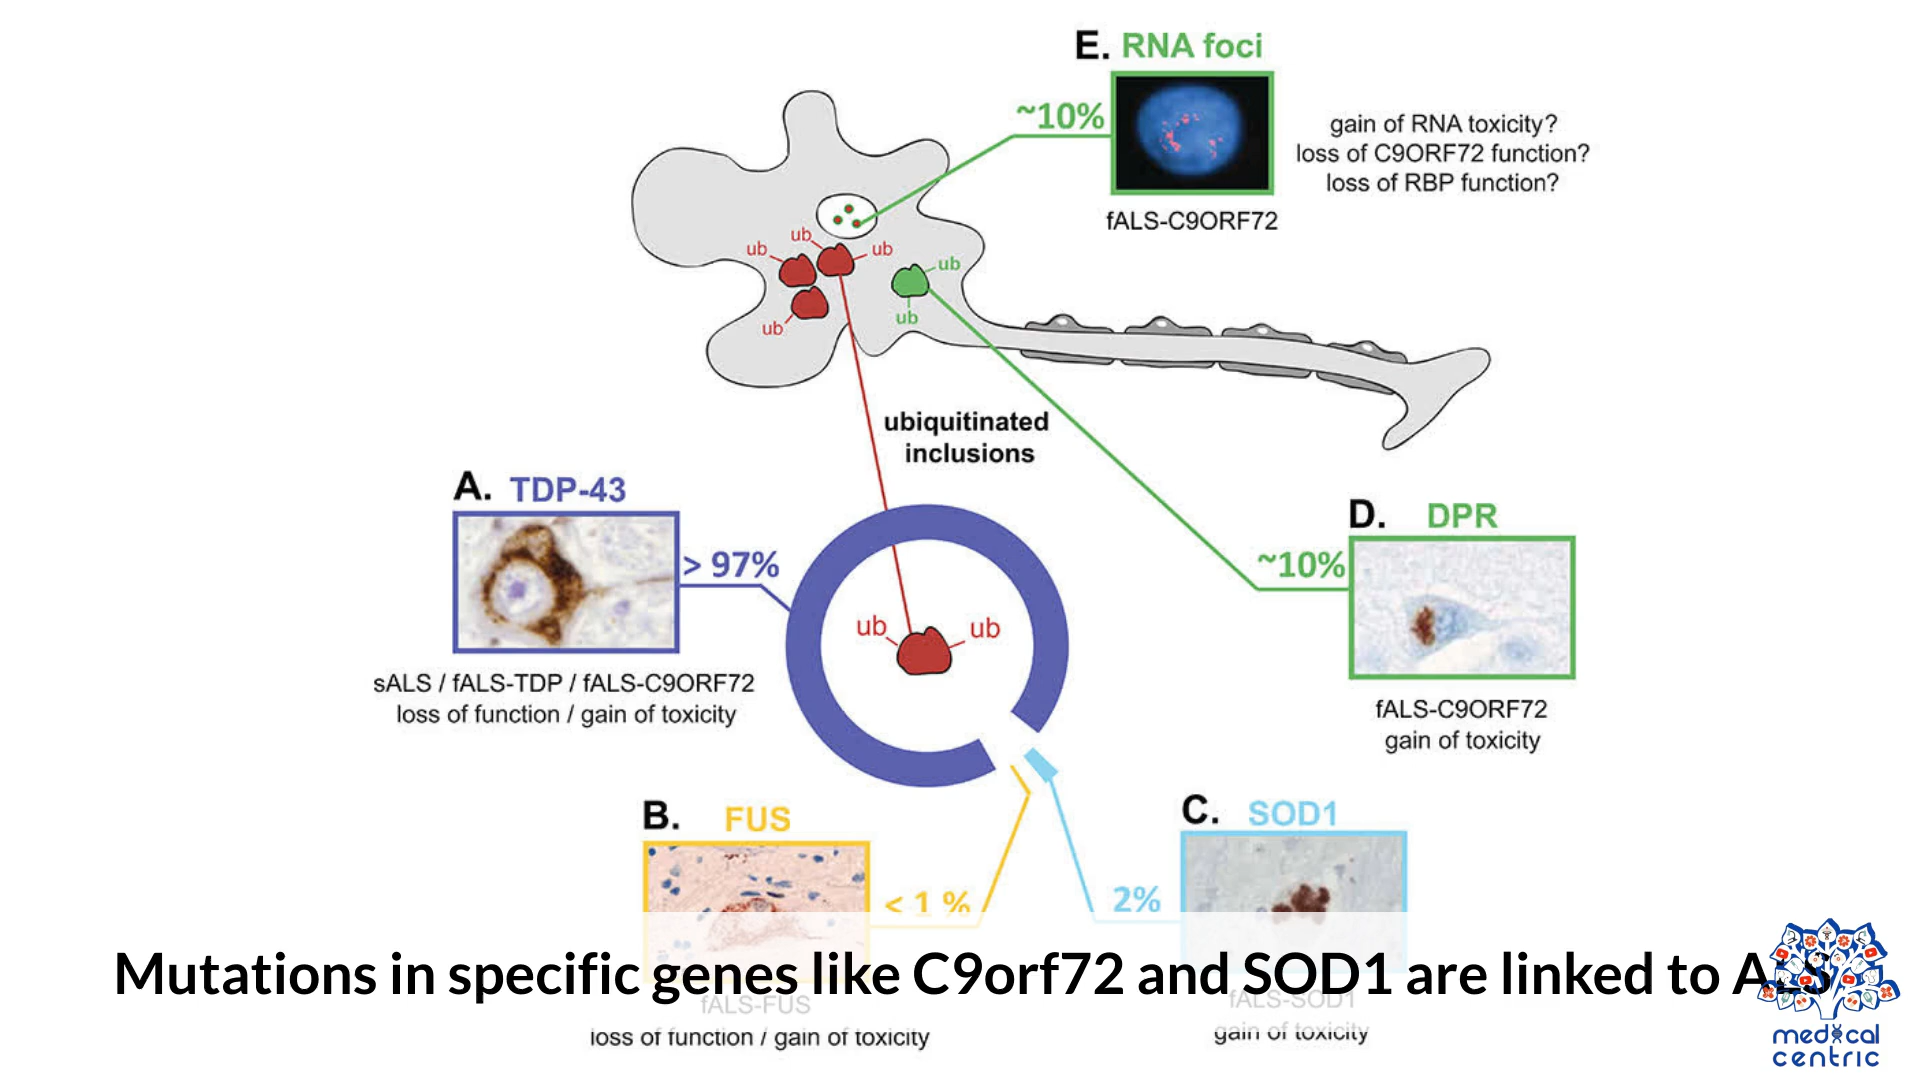 E. RNA foci
~10%
gain of RNA toxicity?
loss of C9ORF72 function?
loss of RBP function?
fALS-C9ORF72
ub
ub
ub
ub
ub
ub
ubiquitinated
inclusions
A. TDP-43
> 97%
sALS / fALS-TDP / fALS-C9ORF72
loss of function / gain of toxicity
ub
ub
D. DPR
~10%
fALS-C9ORF72
gain of toxicity
B. FUS
< 1 %
C. SOD1
2%
Mutations in specific genes like C9orf72 and SOD1 are linked to ALS
fALS-FUS
loss of function / gain of toxicity
fALS-SOD1
gain of toxicity
medical
centric